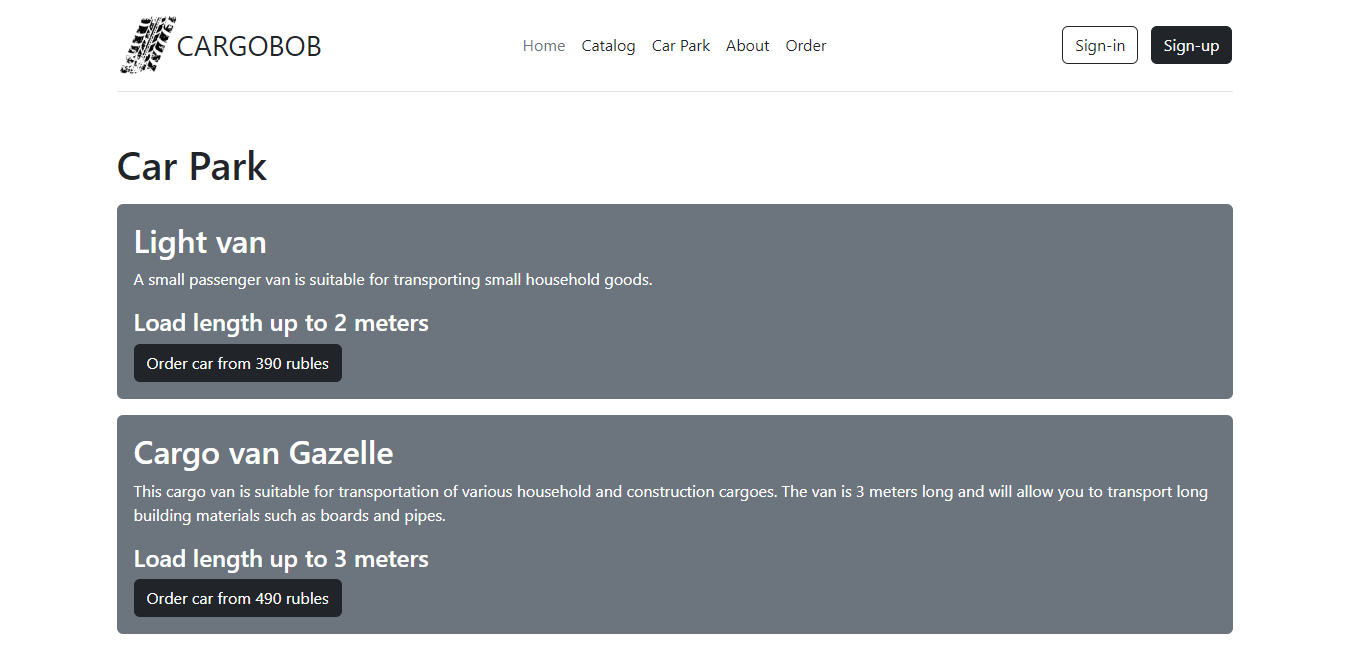 CARGOBOB
Home Catalog Car Park About Order
Sign-in Sign-up
Car Park
Light van
A small passenger van is suitable for transporting small household goods.
Load length up to 2 meters
Order car from 390 rubles
Cargo van Gazelle
This cargo van is suitable for transportation of various household and construction cargoes. The van is 3 meters long and will allow you to transport long
building materials such as boards and pipes.
Load length up to 3 meters
Order car from 490 rubles